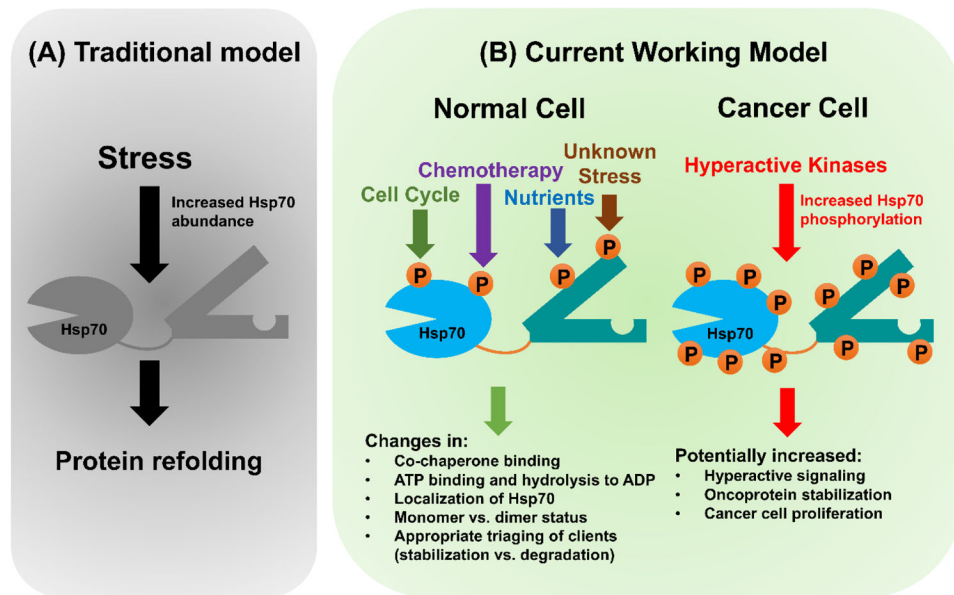 (A) Traditional model
Stress
Increased Hsp70
abundance
Hsp70
Protein refolding
(B) Current Working Model
Normal Cell
Cell Cycle
Chemotherapy
Nutrients
Unknown
Stress
P
P
P
P
Hsp70
Changes in:
• Co-chaperone binding
• ATP binding and hydrolysis to ADP
• Localization of Hsp70
• Monomer vs. dimer status
• Appropriate triaging of clients
(stabilization vs. degradation)
Cancer Cell
Hyperactive Kinases
Increased Hsp70
phosphorylation
P
P
P
P
P
P
P
P
P
P
P
Hsp70
Potentially increased:
• Hyperactive signaling
• Oncoprotein stabilization
• Cancer cell proliferation